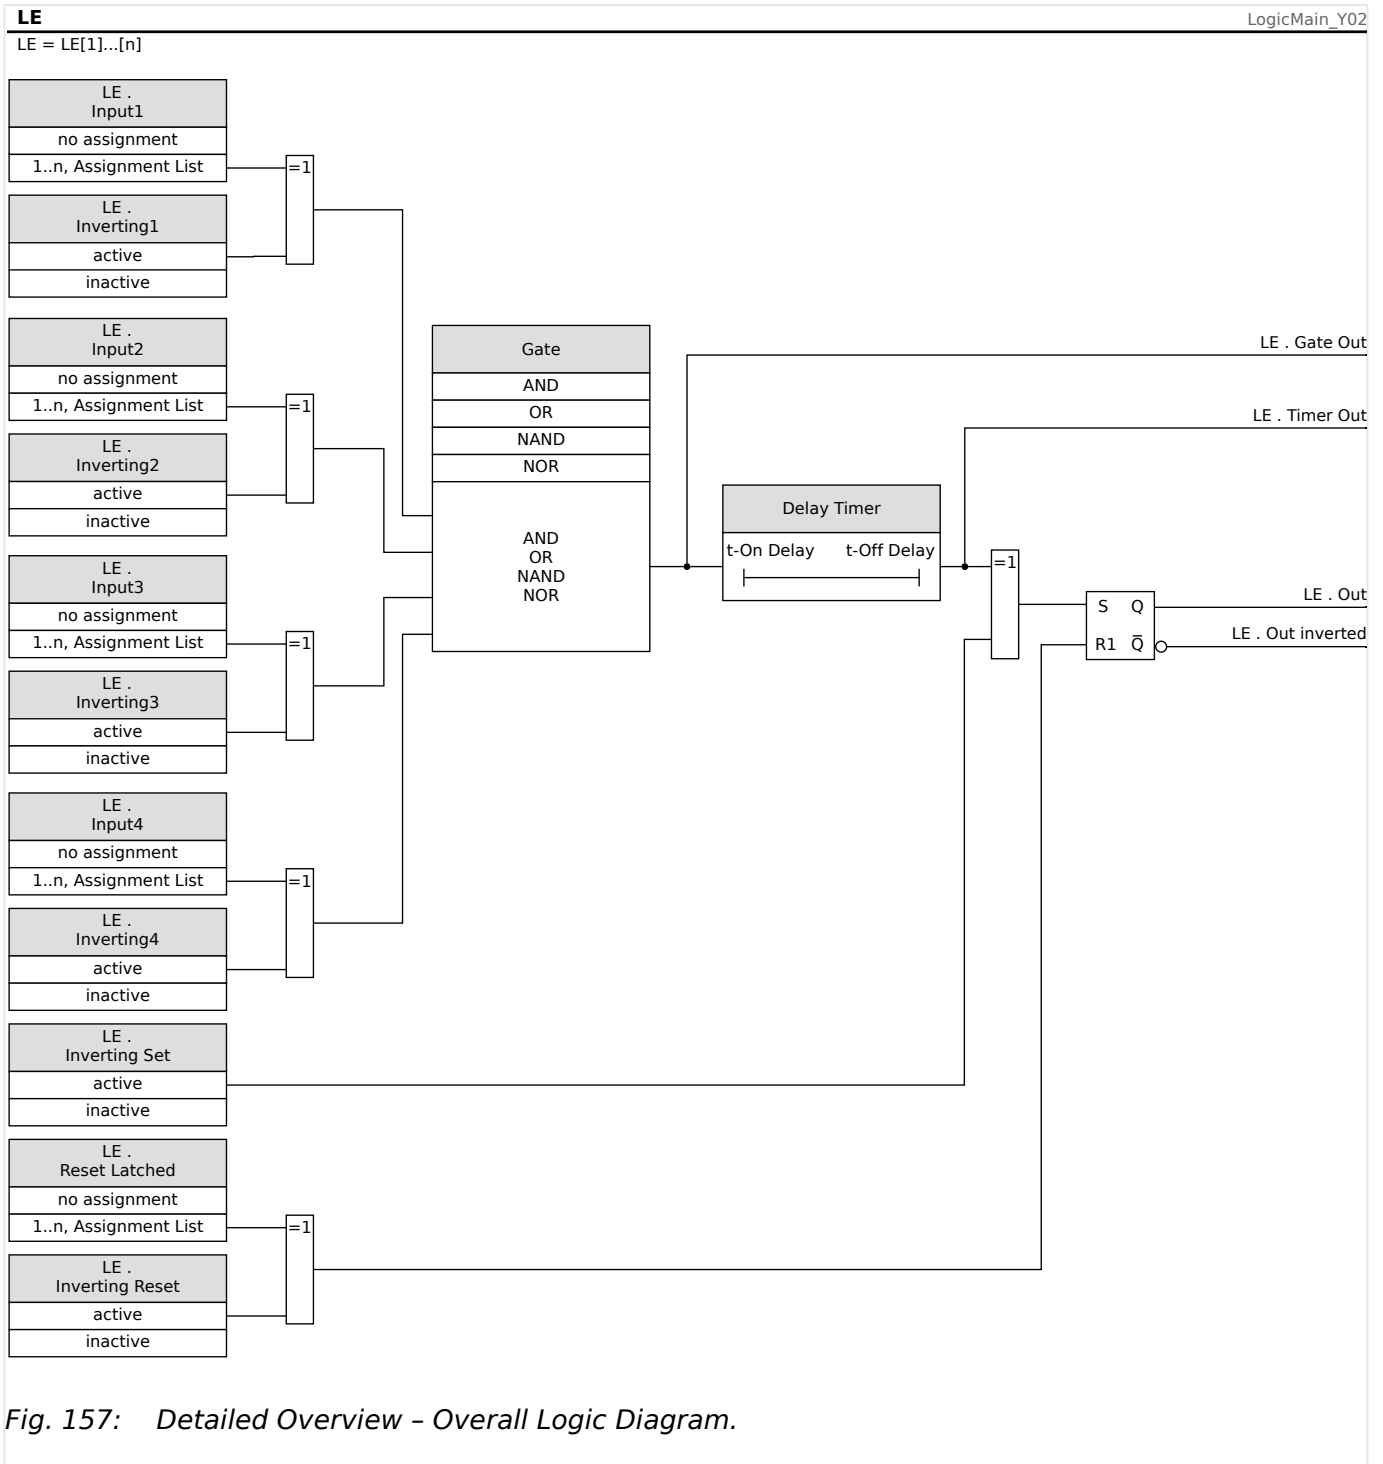 LE
LogicMain_Y02
LE = LE[1]...[n]
LE .
Input1
no assignment
1..n, Assignment List
=1
LE .
Inverting1
active
inactive
LE .
Input2
no assignment
1..n, Assignment List
=1
LE .
Inverting2
active
inactive
LE .
Input3
no assignment
1..n, Assignment List
=1
LE .
Inverting3
active
inactive
LE .
Input4
no assignment
1..n, Assignment List
=1
LE .
Inverting4
active
inactive
LE .
Inverting Set
active
inactive
LE .
Reset Latched
no assignment
1..n, Assignment List
=1
LE .
Inverting Reset
active
inactive
Gate
AND
OR
NAND
NOR
AND
OR
NAND
NOR
Delay Timer
t-On Delay t-Off Delay
=1
S Q
R1 Q̅
LE . Gate Out
LE . Timer Out
LE . Out
LE . Out inverted
Fig. 157: Detailed Overview – Overall Logic Diagram.